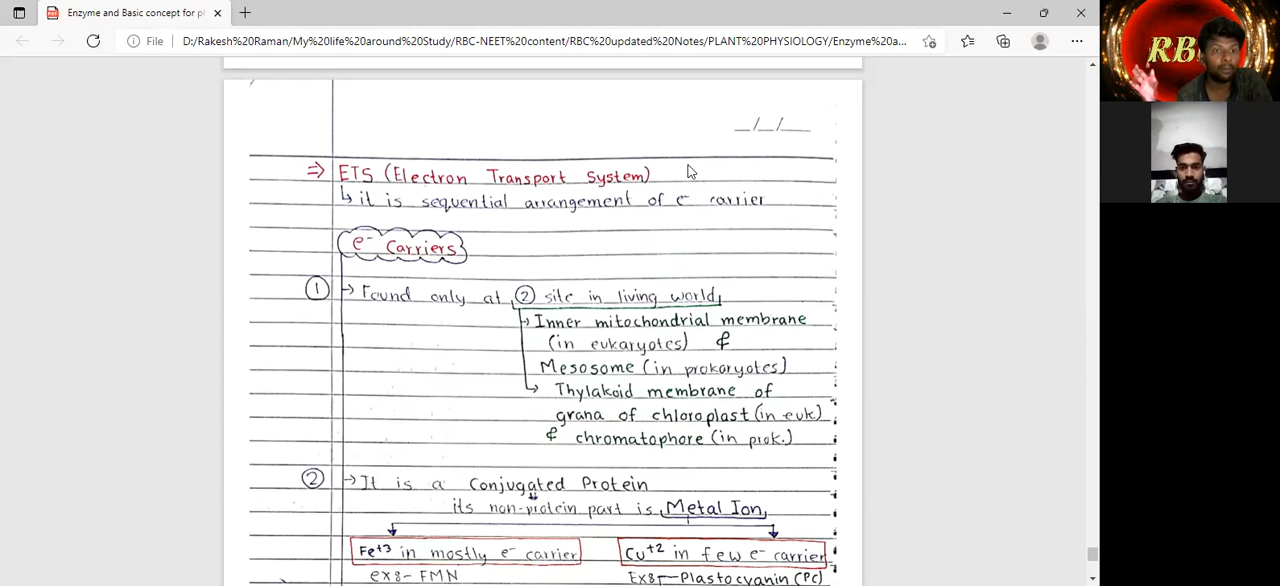 Enzyme and Basic concept for pl
File
D:/Rakesh%20Raman/My%20life%20around%20Study/RBC-NEET%20content/RBC%20updated%20Notes/PLANT%20PHYSIOLOGY/Enzyme%20a...
RBC
__/__/____
⇒ ETS (Electron Transport System)
↳ it is sequential arrangement of e⁻ carrier
e⁻ Carriers
① → Found only at ② site in living world,
→ Inner mitochondrial membrane
(in eukaryotes) &
Mesosome (in prokaryotes)
→ Thylakoid membrane of
grana of chloroplast (in euk)
& chromatophore (in prok.)
② → It is a Conjugated Protein
its non-protein part is Metal Ion,
Fe⁺³ in mostly e⁻ carrier Cu⁺² in few e⁻ carrier
ex:- FMN Ex:- Plastocyanin (PC)